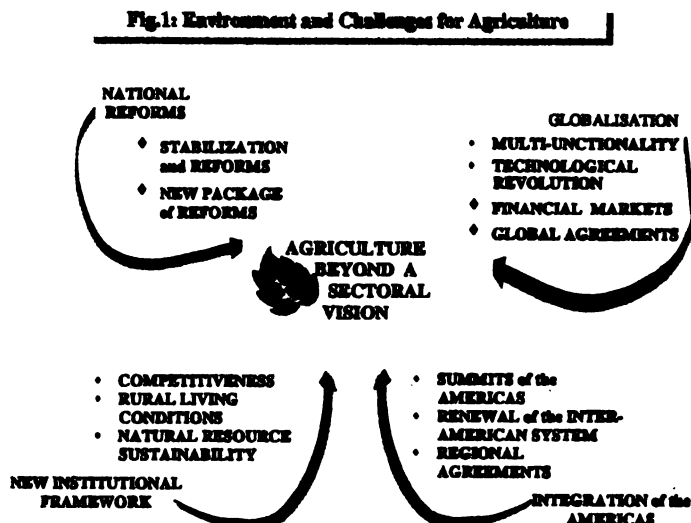 Fig.1: Environment and Challenges for Agriculture
NATIONAL
REFORMS
♦ STABILIZATION
and REFORMS
♦ NEW PACKAGE
of REFORMS
GLOBALISATION
• MULTI-UNCTIONALITY
• TECHNOLOGICAL
REVOLUTION
♦ FINANCIAL MARKETS
♦ GLOBAL AGREEMENTS
AGRICULTURE
BEYOND A
SECTORAL
VISION
• COMPETITIVENESS
• RURAL LIVING
CONDITIONS
• NATURAL RESOURCE
SUSTAINABILITY
NEW INSTITUTIONAL
FRAMEWORK
• SUMMITS of the
AMERICAS
• RENEWAL of the INTER-
AMERICAN SYSTEM
• REGIONAL
AGREEMENTS
INTEGRATION of the
AMERICAS